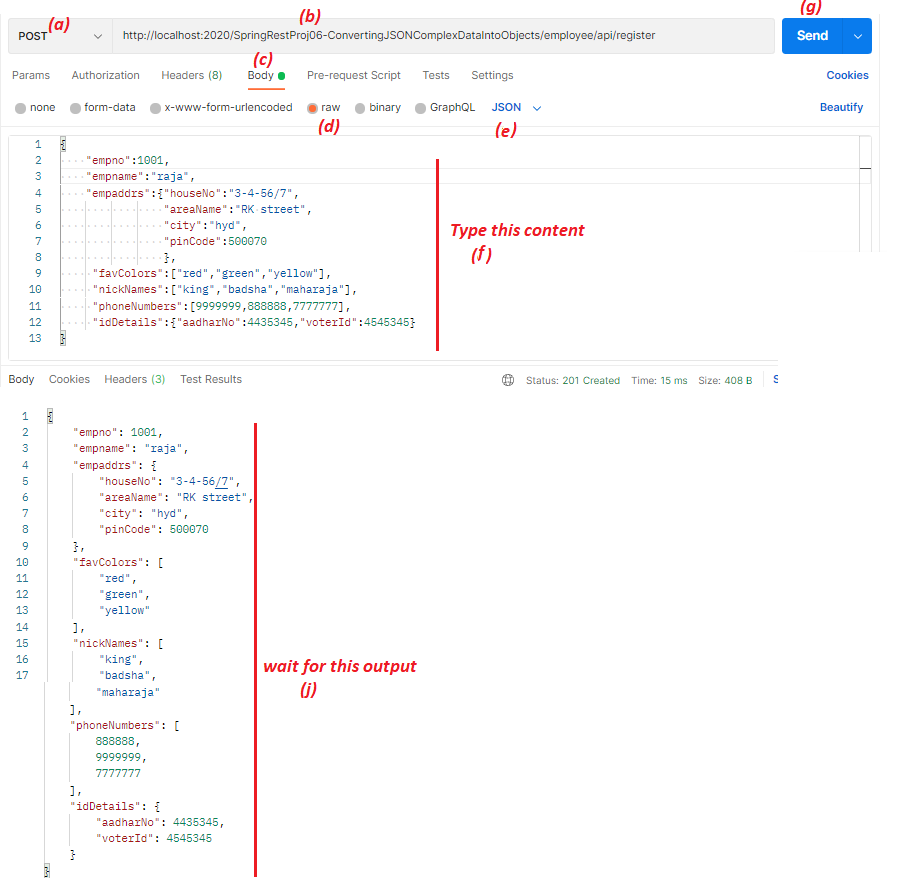 (a) (b) (g)
POST http://localhost:2020/SpringRestProj06-ConvertingJSONComplexDataIntoObjects/employee/api/register Send
(c)
Params Authorization Headers (8) Body Pre-request Script Tests Settings Cookies
none form-data x-www-form-urlencoded raw binary GraphQL JSON Beautify
(d) (e)
1 {
2 "empno":1001,
3 "empname":"raja",
4 "empaddrs":{"houseNo":"3-4-56/7",
5 "areaName":"RK street",
6 "city":"hyd",
7 "pinCode":500070
8 },
9 "favColors":["red","green","yellow"],
10 "nickNames":["king","badsha","maharaja"],
11 "phoneNumbers":[9999999,888888,7777777],
12 "idDetails":{"aadharNo":4435345,"voterId":4545345}
13 }
Type this content
(f)
Body Cookies Headers (3) Test Results Status: 201 Created Time: 15 ms Size: 408 B S
1 {
2 "empno": 1001,
3 "empname": "raja",
4 "empaddrs": {
5 "houseNo": "3-4-56/7",
6 "areaName": "RK street",
7 "city": "hyd",
8 "pinCode": 500070
9 },
10 "favColors": [
11 "red",
12 "green",
13 "yellow"
14 ],
15 "nickNames": [
16 "king",
17 "badsha",
"maharaja"
],
"phoneNumbers": [
888888,
9999999,
7777777
],
"idDetails": {
"aadharNo": 4435345,
"voterId": 4545345
}
}
wait for this output
(j)